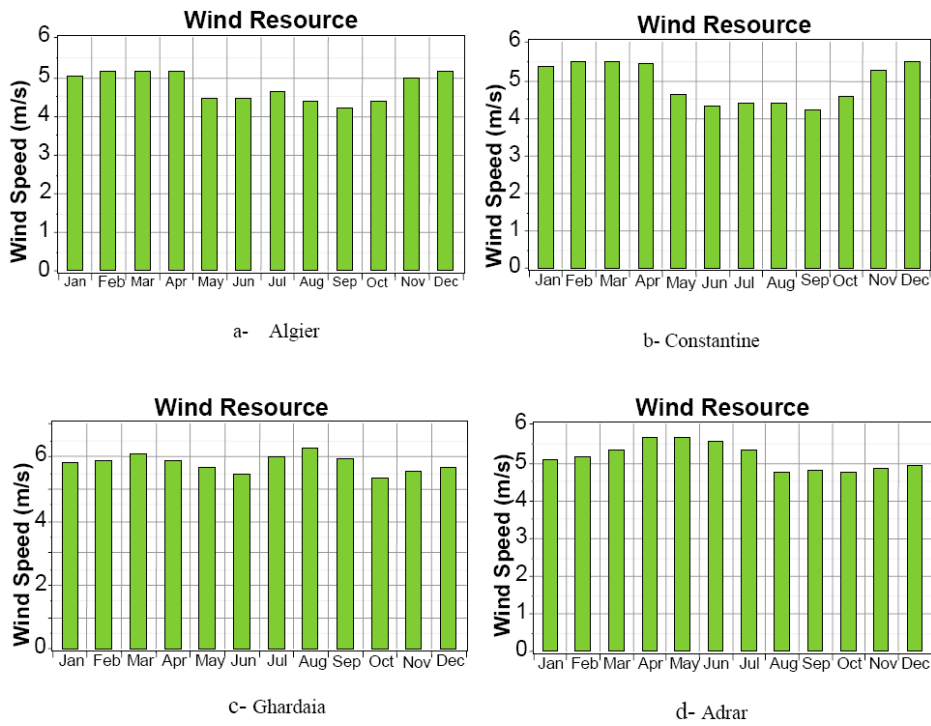 Wind Resource
Wind Speed (m/s)
6
5
4
3
2
1
0
Jan Feb Mar Apr May Jun Jul Aug Sep Oct Nov Dec
a- Algier
Wind Resource
Wind Speed (m/s)
6
5
4
3
2
1
0
Jan Feb Mar Apr May Jun Jul Aug Sep Oct Nov Dec
b- Constantine
Wind Resource
Wind Speed (m/s)
6
4
2
0
Jan Feb Mar Apr May Jun Jul Aug Sep Oct Nov Dec
c- Ghardaia
Wind Resource
Wind Speed (m/s)
6
5
4
3
2
1
0
Jan Feb Mar Apr May Jun Jul Aug Sep Oct Nov Dec
d- Adrar